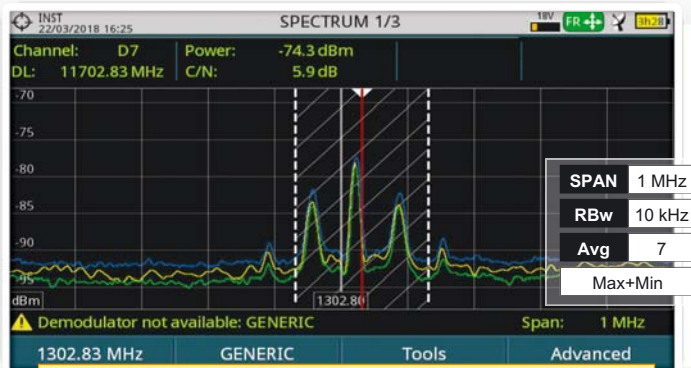 INST
22/03/2018 16:25
SPECTRUM 1/3
18V
FR
3h28
Channel: D7
Power: -74.3 dBm
DL: 11702.83 MHz
C/N: 5.9 dB
-70
-75
-80
-85
-90
-95
dBm
1302.80
SPAN 1 MHz
RBw 10 kHz
Avg 7
Max+Min
Demodulator not available: GENERIC
Span: 1 MHz
1302.83 MHz
GENERIC
Tools
Advanced